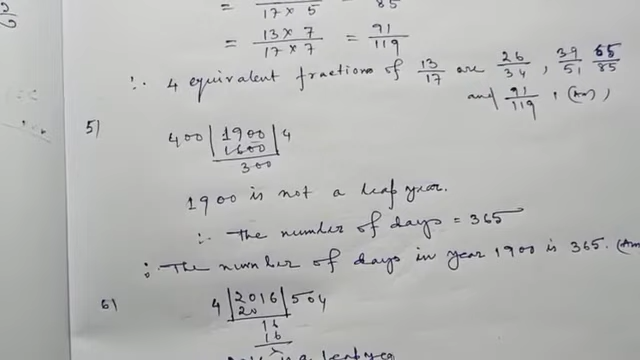 = 17 × 5 85
= 13 × 7 / 17 × 7 = 91 / 119
∴ 4 equivalent fractions of 13/17 are 26/34, 39/51, 65/85
and 91/119. (Ans),
5) 400 | 1900 | 4
1600
300
1900 is not a leap year.
∴ The number of days = 365
∴ The number of days in year 1900 is 365. (An
6) 4 | 2016 | 504
20
16
16
a leap year